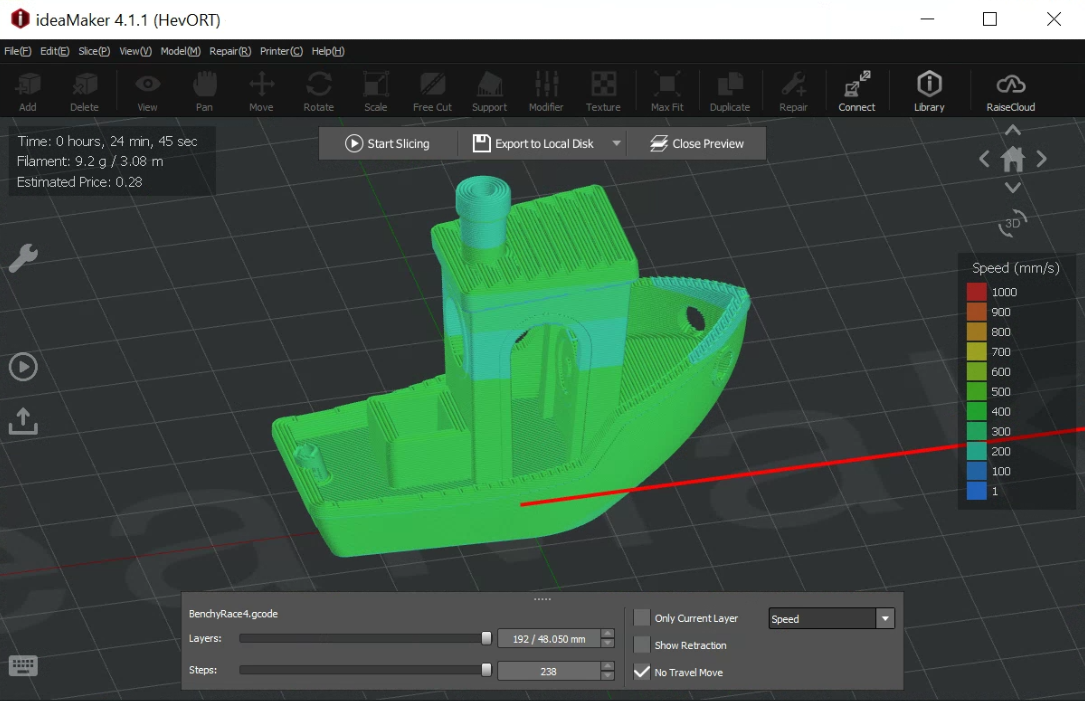 ideaMaker 4.1.1 (HevORT)
File(F) Edit(E) Slice(P) View(V) Model(M) Repair(R) Printer(C) Help(H)
Add Delete View Pan Move Rotate Scale Free Cut Support Modifier Texture Max Fit Duplicate Repair Connect Library RaiseCloud
Time: 0 hours, 24 min, 45 sec
Filament: 9.2 g / 3.08 m
Estimated Price: 0.28
Start Slicing Export to Local Disk Close Preview
3D
Speed (mm/s)
1000
900
800
700
600
500
400
300
200
100
1
BenchyRace4.gcode
Layers: 192 / 48.050 mm
Steps: 238
Only Current Layer Speed
Show Retraction
No Travel Move